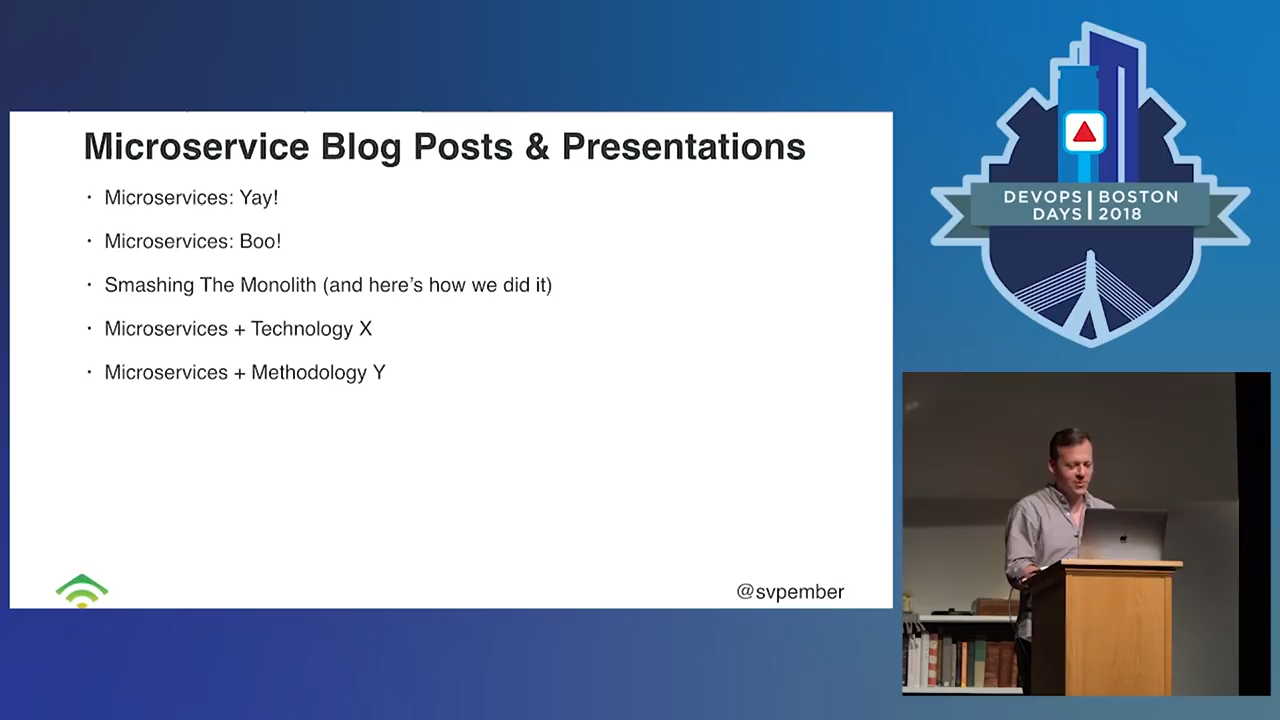 Microservice Blog Posts & Presentations
· Microservices: Yay!
· Microservices: Boo!
· Smashing The Monolith (and here's how we did it)
· Microservices + Technology X
· Microservices + Methodology Y
@svpember
DEVOPS DAYS
BOSTON 2018